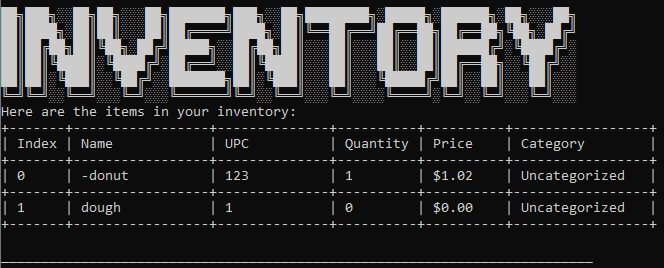 INVENTORY
Here are the items in your inventory:
Index Name UPC Quantity Price Category
0 -donut 123 1 $1.02 Uncategorized
1 dough 1 0 $0.00 Uncategorized